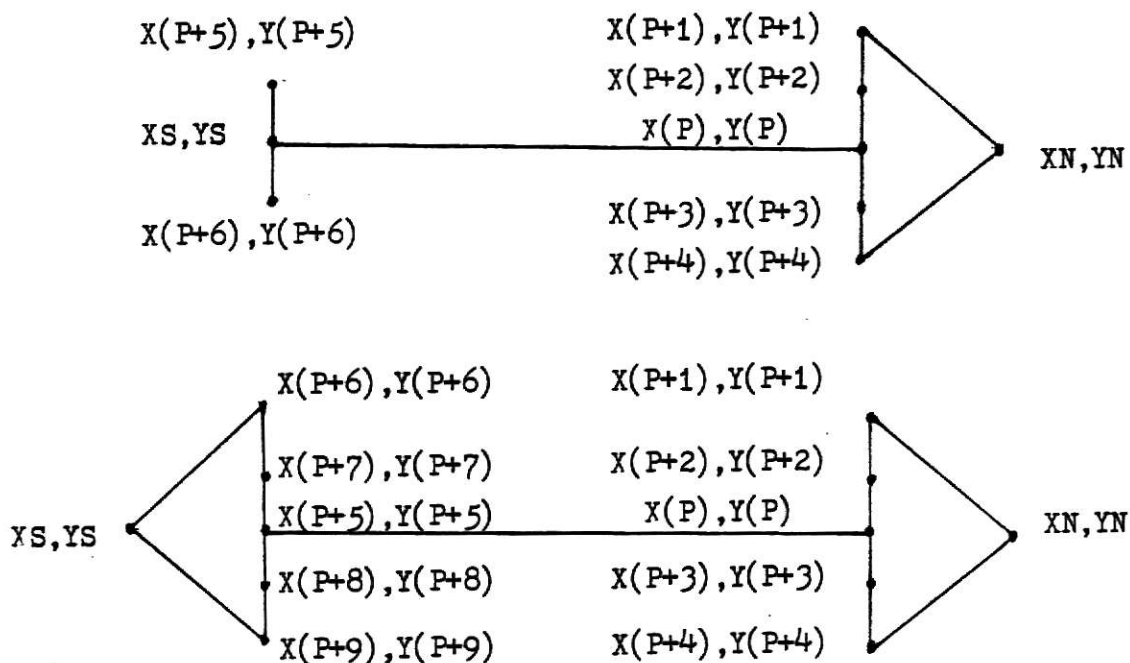 X(P+5),Y(P+5) X(P+1),Y(P+1)
X(P+2),Y(P+2)
XS,YS X(P),Y(P) XN,YN
X(P+6),Y(P+6) X(P+3),Y(P+3)
X(P+4),Y(P+4)
X(P+6),Y(P+6) X(P+1),Y(P+1)
X(P+7),Y(P+7) X(P+2),Y(P+2)
XS,YS X(P+5),Y(P+5) X(P),Y(P) XN,YN
X(P+8),Y(P+8) X(P+3),Y(P+3)
X(P+9),Y(P+9) X(P+4),Y(P+4)